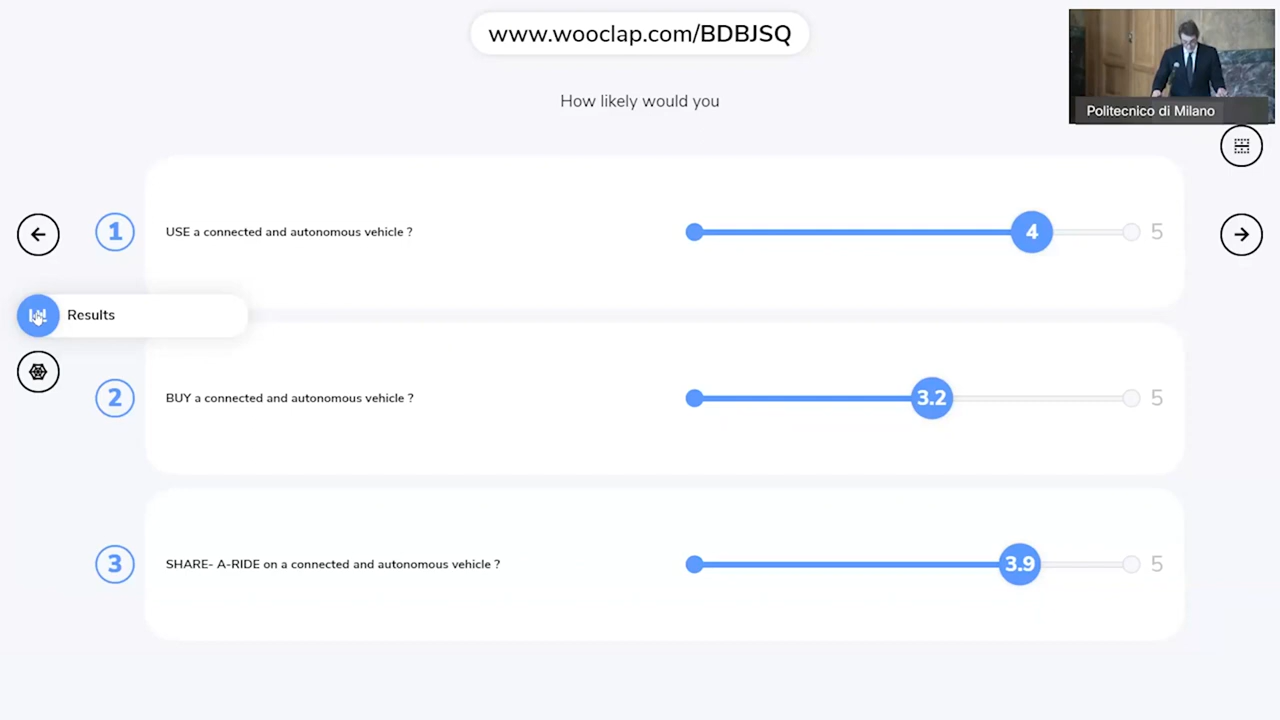 www.wooclap.com/BDBJSQ
Politecnico di Milano
How likely would you
1 USE a connected and autonomous vehicle ? 4 5
Results
2 BUY a connected and autonomous vehicle ? 3.2 5
3 SHARE- A-RIDE on a connected and autonomous vehicle ? 3.9 5